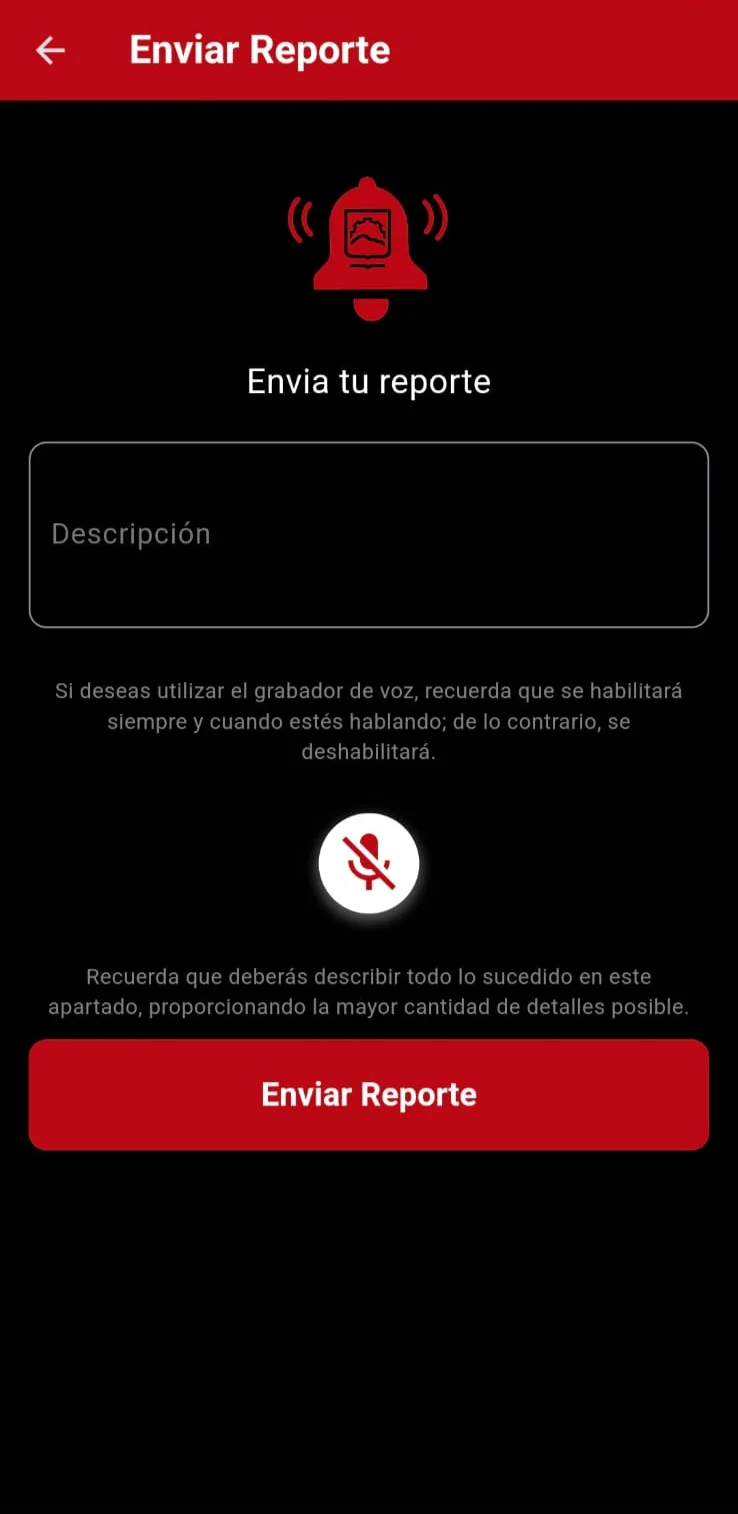 Enviar Reporte
Envia tu reporte
Descripción
Si deseas utilizar el grabador de voz, recuerda que se habilitará
siempre y cuando estés hablando; de lo contrario, se
deshabilitará.
Recuerda que deberás describir todo lo sucedido en este
apartado, proporcionando la mayor cantidad de detalles posible.
Enviar Reporte